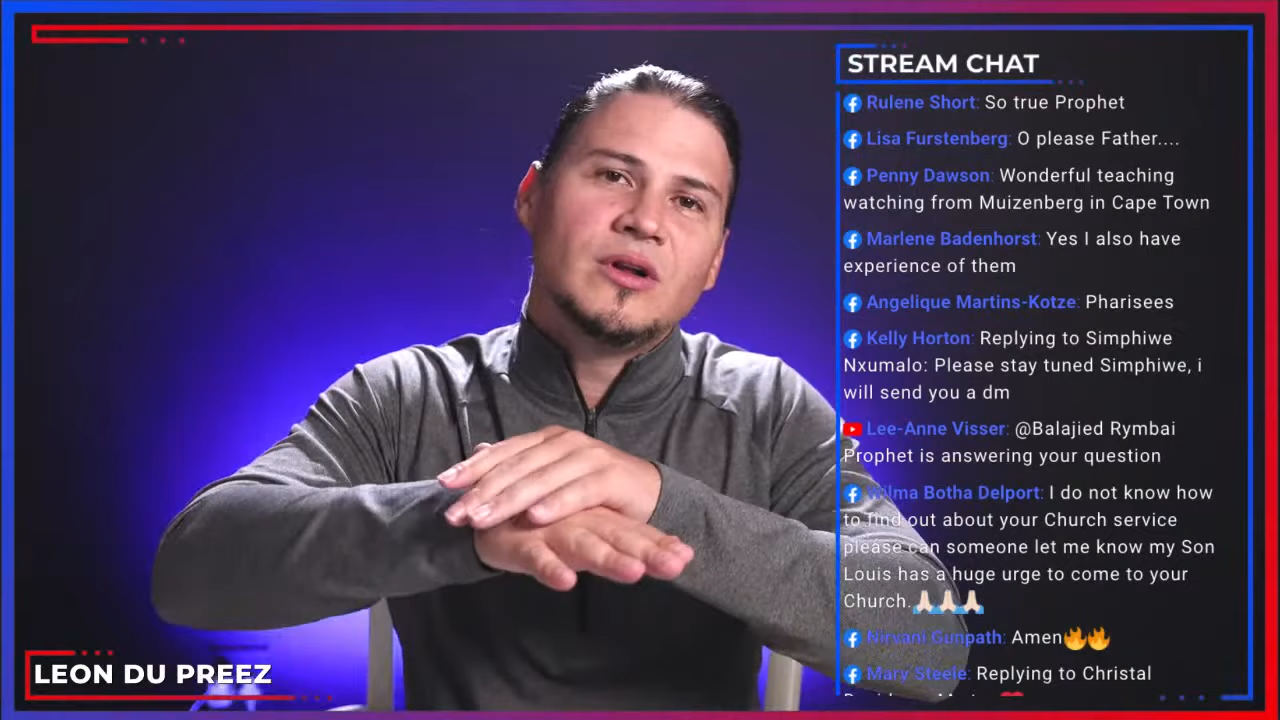 STREAM CHAT
Rulene Short: So true Prophet
Lisa Furstenberg: O please Father....
Penny Dawson: Wonderful teaching
watching from Muizenberg in Cape Town
Marlene Badenhorst: Yes I also have
experience of them
Angelique Martins-Kotze: Pharisees
Kelly Horton: Replying to Simphiwe
Nxumalo: Please stay tuned Simphiwe, i
will send you a dm
Lee-Anne Visser: @Balajied Rymbai
Prophet is answering your question
Wilma Botha Delport: I do not know how
to find out about your Church service
please can someone let me know my Son
Louis has a huge urge to come to your
Church.🙏🏻🙏🏻🙏🏻
Nirvani Gunpath: Amen🔥🔥
Mary Steele: Replying to Christal
LEON DU PREEZ